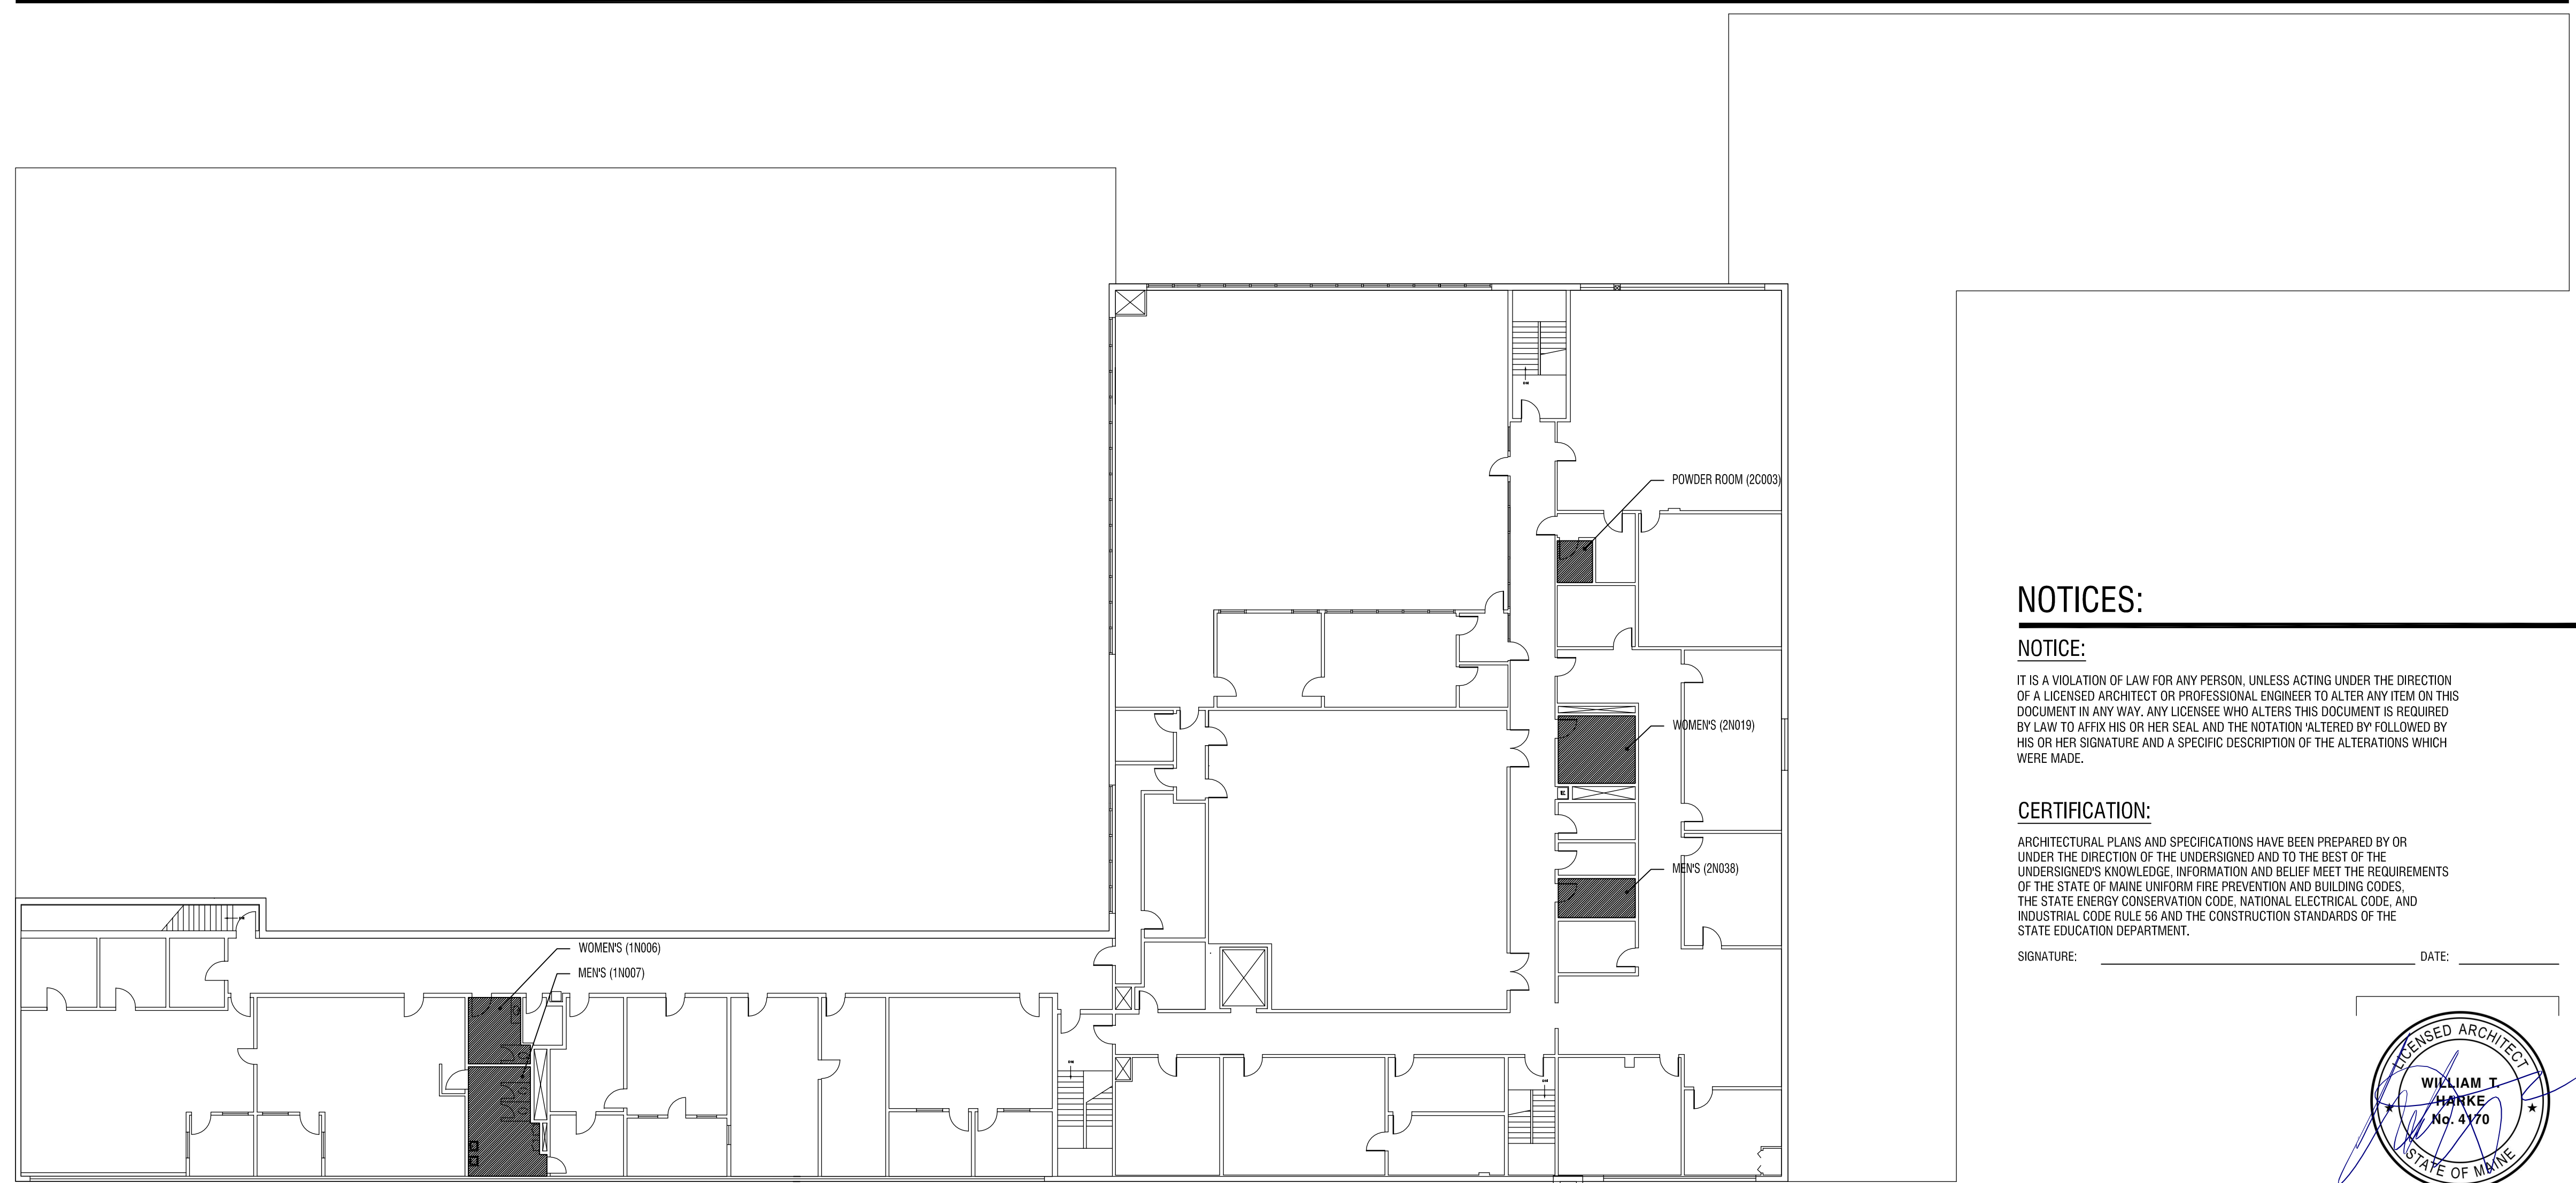 POWDER ROOM (2C003)
WOMEN'S (2N019)
MEN'S (2N038)
WOMEN'S (1N006)
MEN'S (1N007)
NOTICES:
NOTICE:
IT IS A VIOLATION OF LAW FOR ANY PERSON, UNLESS ACTING UNDER THE DIRECTION
OF A LICENSED ARCHITECT OR PROFESSIONAL ENGINEER TO ALTER ANY ITEM ON THIS
DOCUMENT IN ANY WAY. ANY LICENSEE WHO ALTERS THIS DOCUMENT IS REQUIRED
BY LAW TO AFFIX HIS OR HER SEAL AND THE NOTATION 'ALTERED BY' FOLLOWED BY
HIS OR HER SIGNATURE AND A SPECIFIC DESCRIPTION OF THE ALTERATIONS WHICH
WERE MADE.
CERTIFICATION:
ARCHITECTURAL PLANS AND SPECIFICATIONS HAVE BEEN PREPARED BY OR
UNDER THE DIRECTION OF THE UNDERSIGNED AND TO THE BEST OF THE
UNDERSIGNED'S KNOWLEDGE, INFORMATION AND BELIEF MEET THE REQUIREMENTS
OF THE STATE OF MAINE UNIFORM FIRE PREVENTION AND BUILDING CODES,
THE STATE ENERGY CONSERVATION CODE, NATIONAL ELECTRICAL CODE, AND
INDUSTRIAL CODE RULE 56 AND THE CONSTRUCTION STANDARDS OF THE
STATE EDUCATION DEPARTMENT.
SIGNATURE: DATE:
LICENSED ARCHITECT
WILLIAM T.
HARKE
No. 4170
STATE OF MAINE